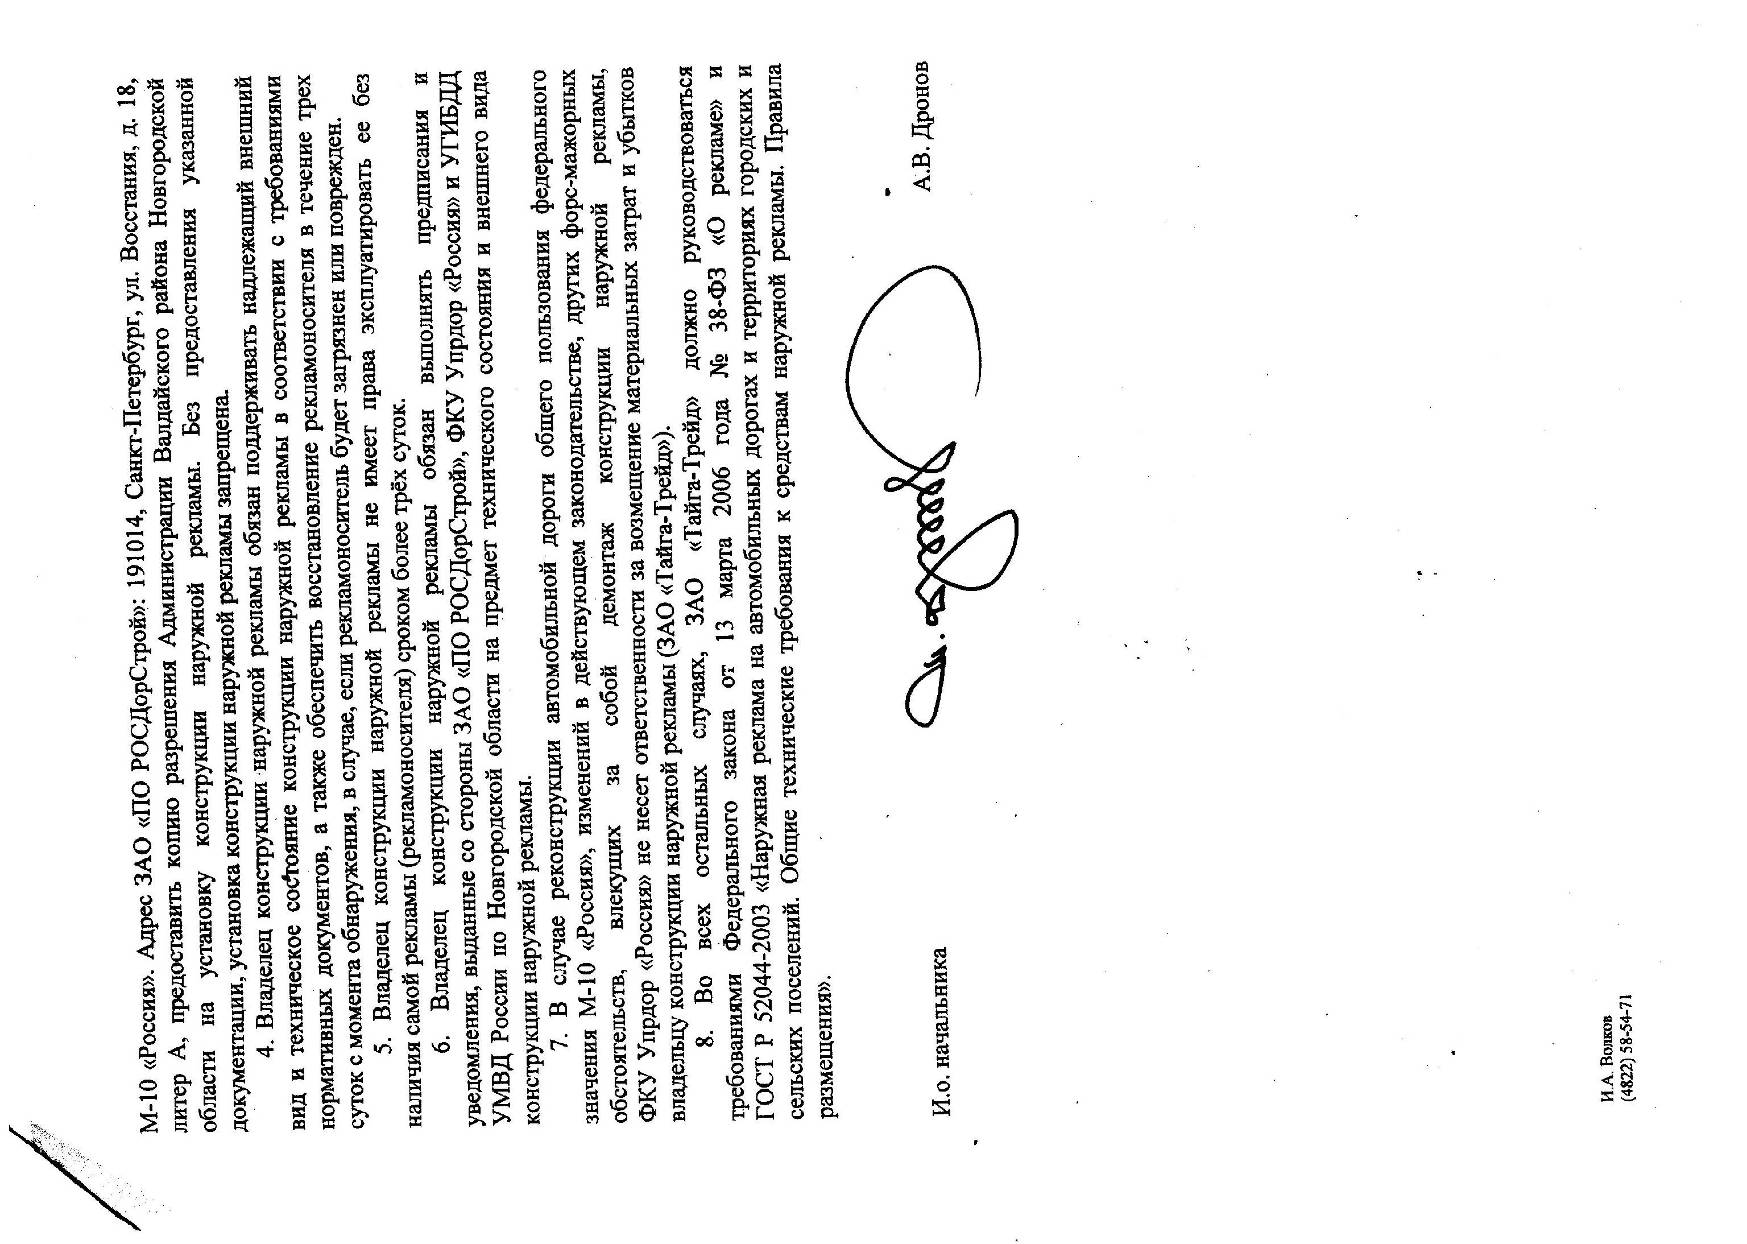 М-10 «Россия». Адрес ЗАО «ПО РОСДорСтрой»: 191014, Санкт-Петербург, ул. Восстания, д. 18,
литер А, предоставить копию разрешения Администрации Валдайского района Новгородской
области на установку конструкции наружной рекламы. Без предоставления указанной
документации, установка конструкции наружной рекламы запрещена.
4. Владелец конструкции наружной рекламы обязан поддерживать надлежащий внешний
вид и техническое состояние конструкции наружной рекламы в соответствии с требованиями
нормативных документов, а также обеспечить восстановление рекламоносителя в течение трех
суток с момента обнаружения, в случае, если рекламоноситель будет загрязнен или поврежден.
5. Владелец конструкции наружной рекламы не имеет права эксплуатировать ее без
наличия самой рекламы (рекламоносителя) сроком более трёх суток.
6. Владелец конструкции наружной рекламы обязан выполнять предписания и
уведомления, выданные со стороны ЗАО «ПО РОСДорСтрой», ФКУ Упрдор «Россия» и УГИБДД
УМВД России по Новгородской области на предмет технического состояния и внешнего вида
конструкции наружной рекламы.
7. В случае реконструкции автомобильной дороги общего пользования федерального
значения М-10 «Россия», изменений в действующем законодательстве, других форс-мажорных
обстоятельств, влекущих за собой демонтаж конструкции наружной рекламы,
ФКУ Упрдор «Россия» не несет ответственности за возмещение материальных затрат и убытков
владельцу конструкции наружной рекламы (ЗАО «Тайга-Трейд»).
8. Во всех остальных случаях, ЗАО «Тайга-Трейд» должно руководствоваться
требованиями Федерального закона от 13 марта 2006 года № 38-ФЗ «О рекламе» и
ГОСТ Р 52044-2003 «Наружная реклама на автомобильных дорогах и территориях городских и
сельских поселений. Общие технические требования к средствам наружной рекламы. Правила
размещения».
И.о. начальника А.В. Дронов
И.А. Волков
(4822) 58-54-71